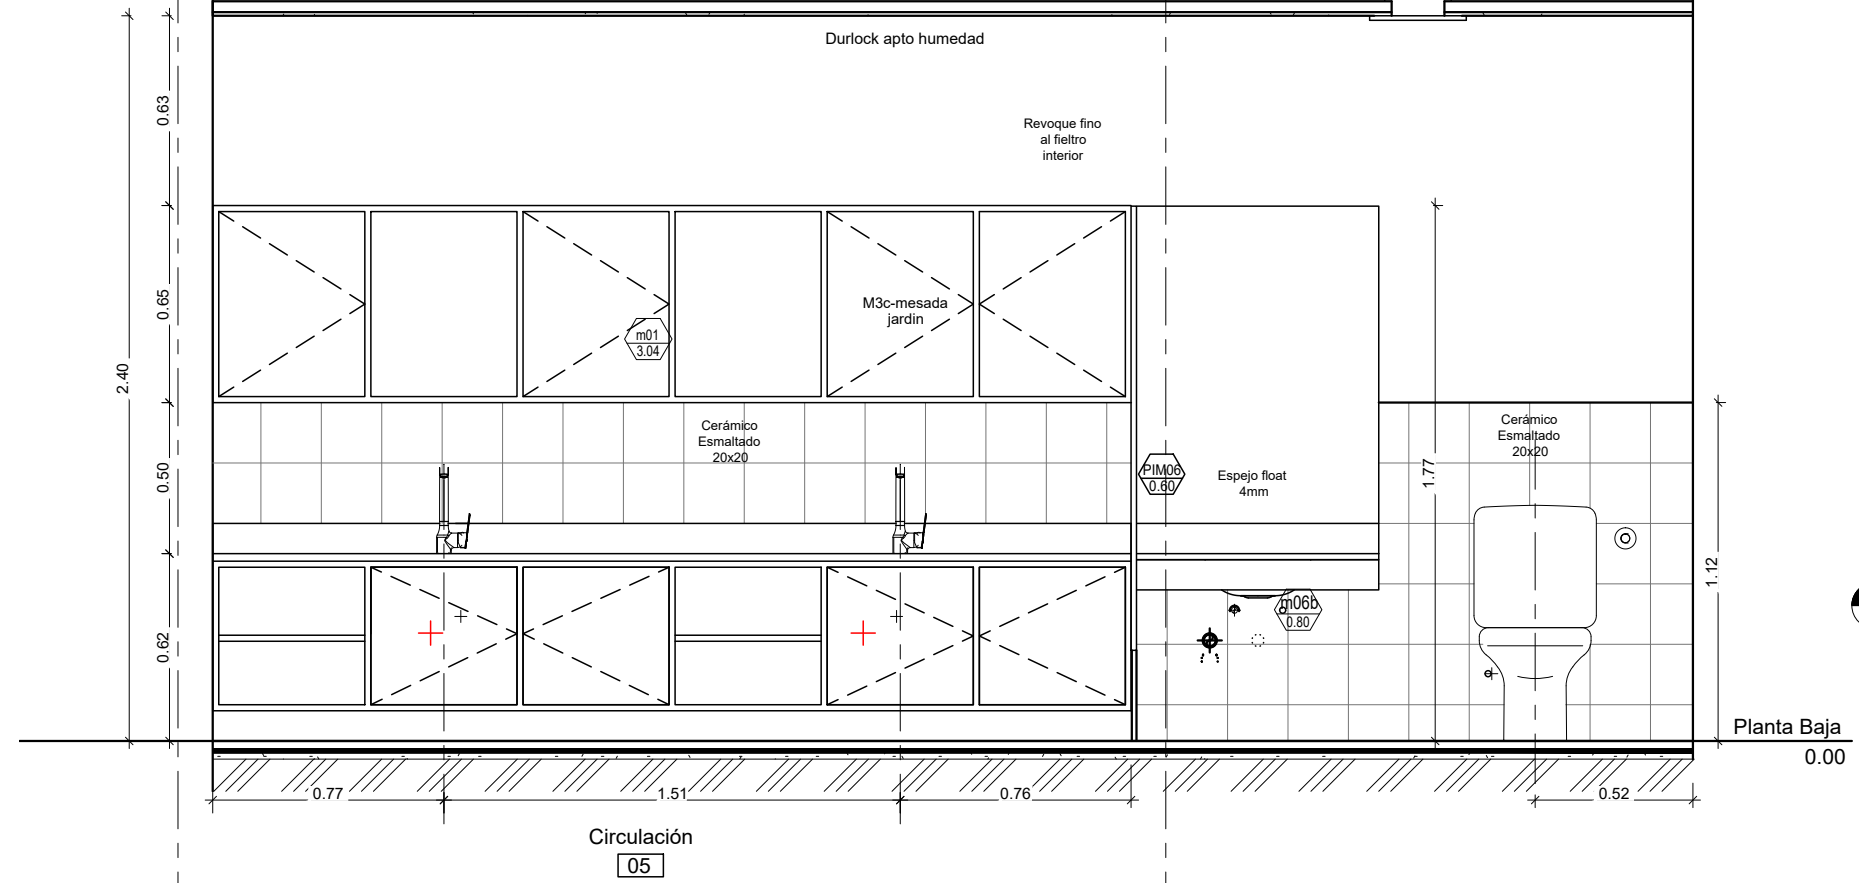 Durlock apto humedad
Revoque fino
al fieltro
interior
0.63
2.40
0.65
0.50
0.62
M3c-mesada
jardin
m01
3.04
Cerámico
Esmaltado
20x20
PIM06
0.60
Espejo float
4mm
1.77
Cerámico
Esmaltado
20x20
m06b
0.80
1.12
Planta Baja
0.00
0.77
1.51
0.76
0.52
Circulación
05